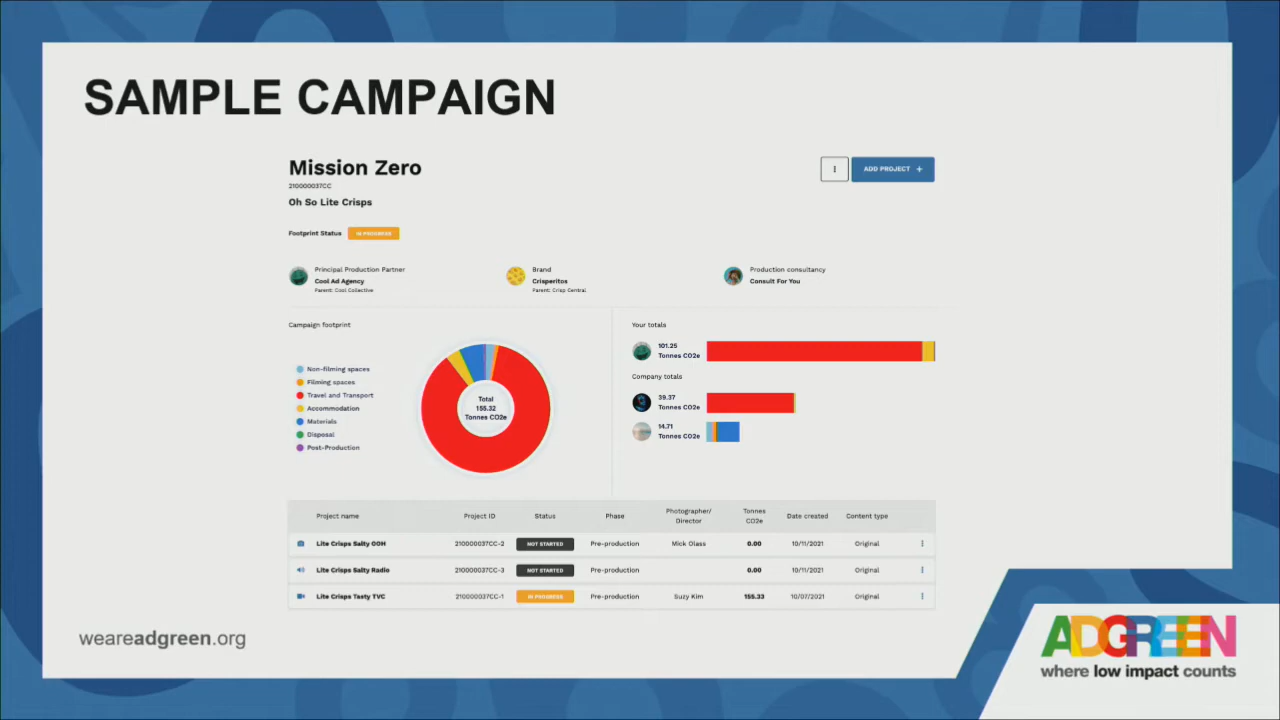 SAMPLE CAMPAIGN
Mission Zero
210000037CC
Oh So Lite Crisps
ADD PROJECT +
Footprint Status IN PROGRESS
Principal Production Partner
Cool Ad Agency
Parent: Cool Collective
Brand
Crisperitos
Parent: Crisp Central
Production consultancy
Consult For You
Campaign footprint
Non-filming spaces
Filming spaces
Travel and Transport
Accommodation
Materials
Disposal
Post-Production
Total
155.32
Tonnes CO2e
Your totals
101.25
Tonnes CO2e
Company totals
39.37
Tonnes CO2e
14.71
Tonnes CO2e
Project name Project ID Status Phase Photographer/ Director Tonnes CO2e Date created Content type
Lite Crisps Salty OOH 210000037CC-2 NOT STARTED Pre-production Mick Olass 0.00 10/11/2021 Original
Lite Crisps Salty Radio 210000037CC-3 NOT STARTED Pre-production 0.00 10/11/2021 Original
Lite Crisps Tasty TVC 210000037CC-1 IN PROGRESS Pre-production Suzy Kim 155.33 10/07/2021 Original
weareadgreen.org
ADGREEN
where low impact counts